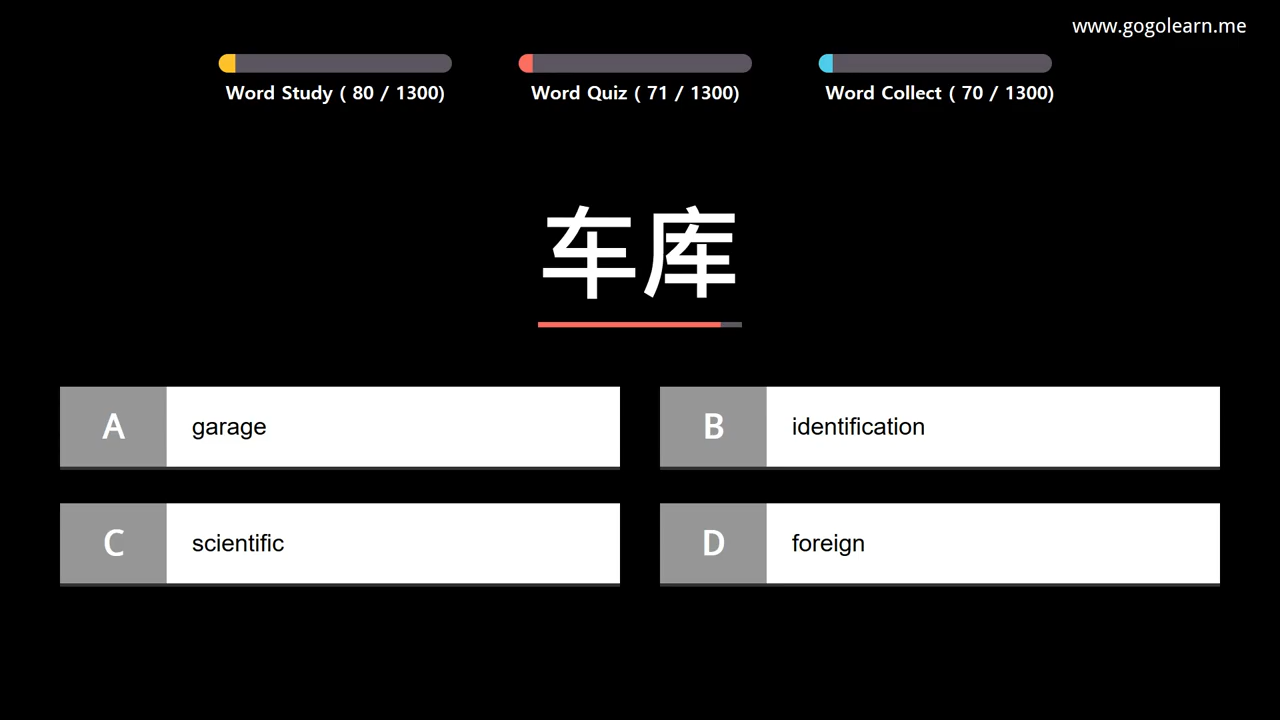 www.gogolearn.me
Word Study ( 80 / 1300)
Word Quiz ( 71 / 1300)
Word Collect ( 70 / 1300)
车库
A garage
B identification
C scientific
D foreign